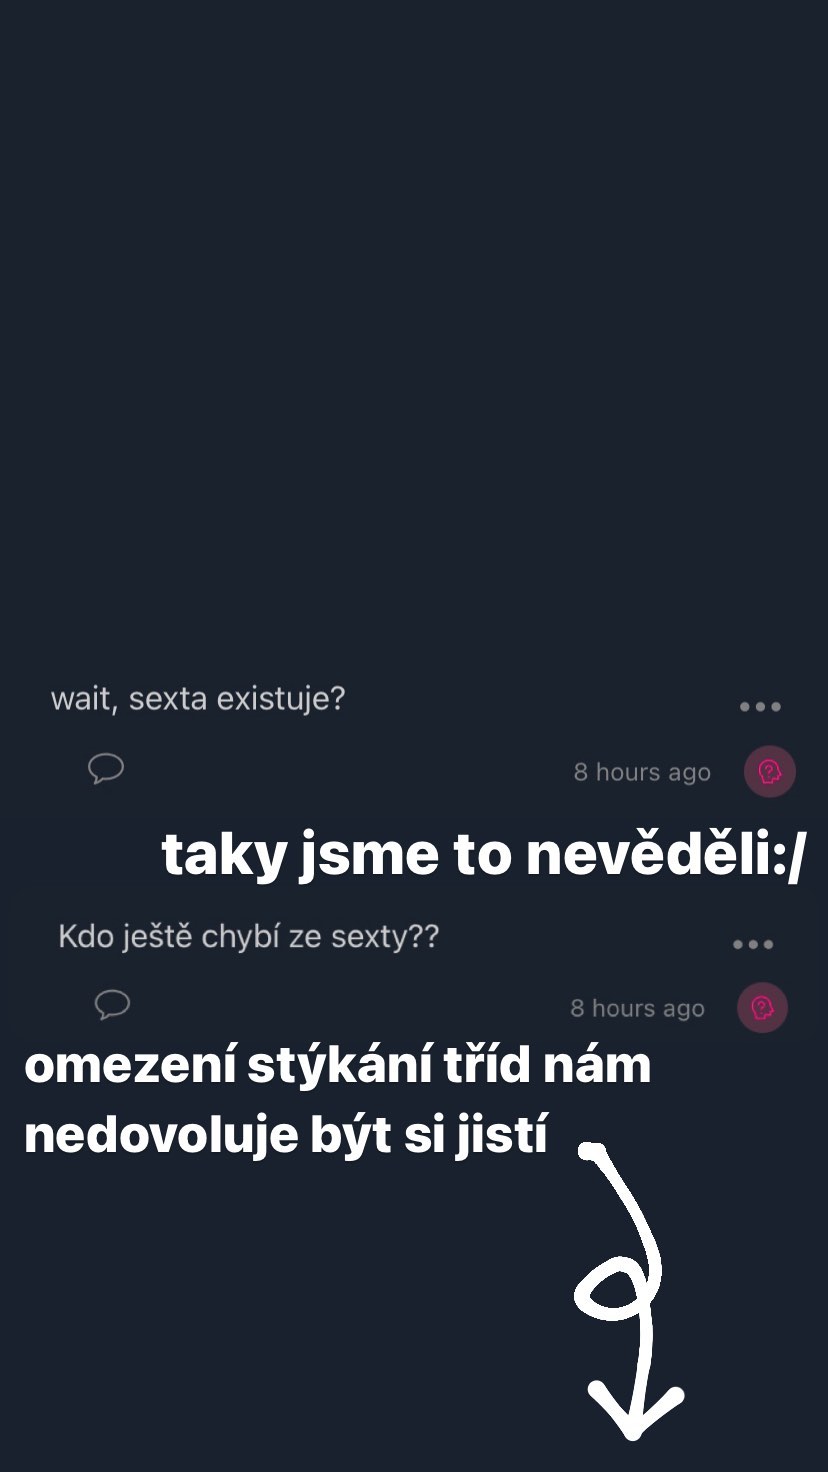 wait, sexta existuje?
8 hours ago
taky jsme to nevěděli:/
Kdo ještě chybí ze sexty??
8 hours ago
omezení stýkání tříd nám
nedovoluje být si jistí